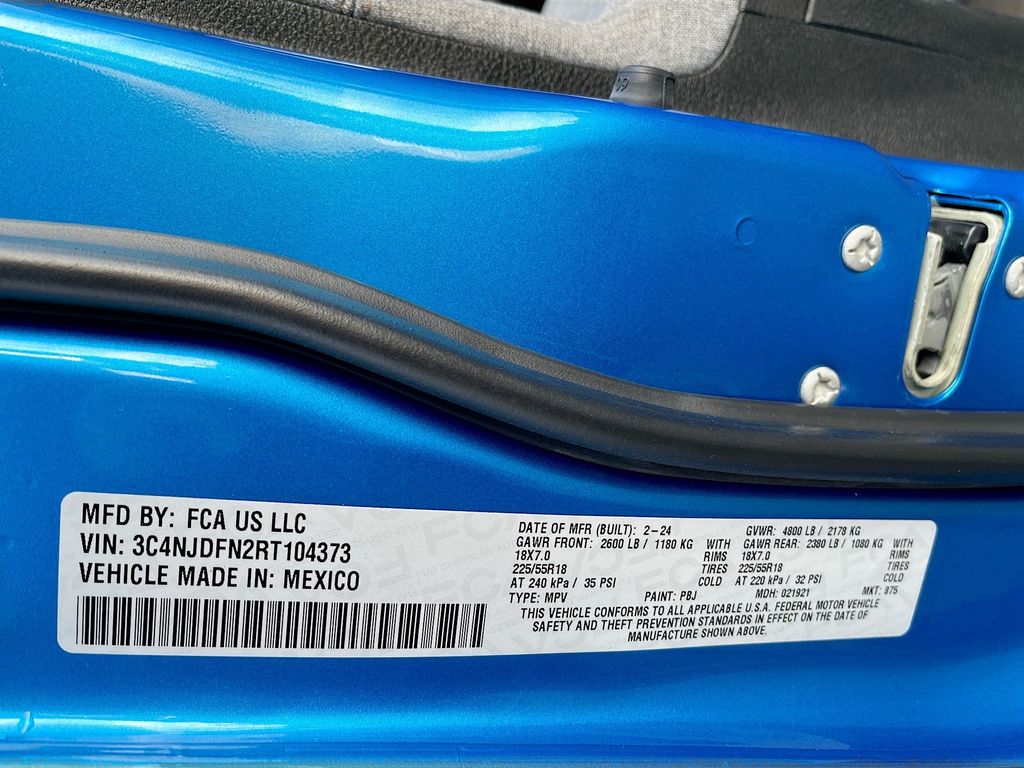 MFD BY: FCA US LLC
VIN: 3C4NJDFN2RT104373
VEHICLE MADE IN: MEXICO
DATE OF MFR (BUILT): 2-24 GVWR: 4800 LB / 2178 KG
GAWR FRONT: 2600 LB / 1180 KG WITH GAWR REAR: 2380 LB / 1080 KG WITH
18X7.0 RIMS 18X7.0 RIMS
225/55R18 TIRES 225/55R18 TIRES
AT 240 kPa / 35 PSI COLD AT 220 kPa / 32 PSI COLD
TYPE: MPV PAINT: PBJ MDH: 021921 MKT: 875
THIS VEHICLE CONFORMS TO ALL APPLICABLE U.S.A. FEDERAL MOTOR VEHICLE
SAFETY AND THEFT PREVENTION STANDARDS IN EFFECT ON THE DATE OF
MANUFACTURE SHOWN ABOVE.